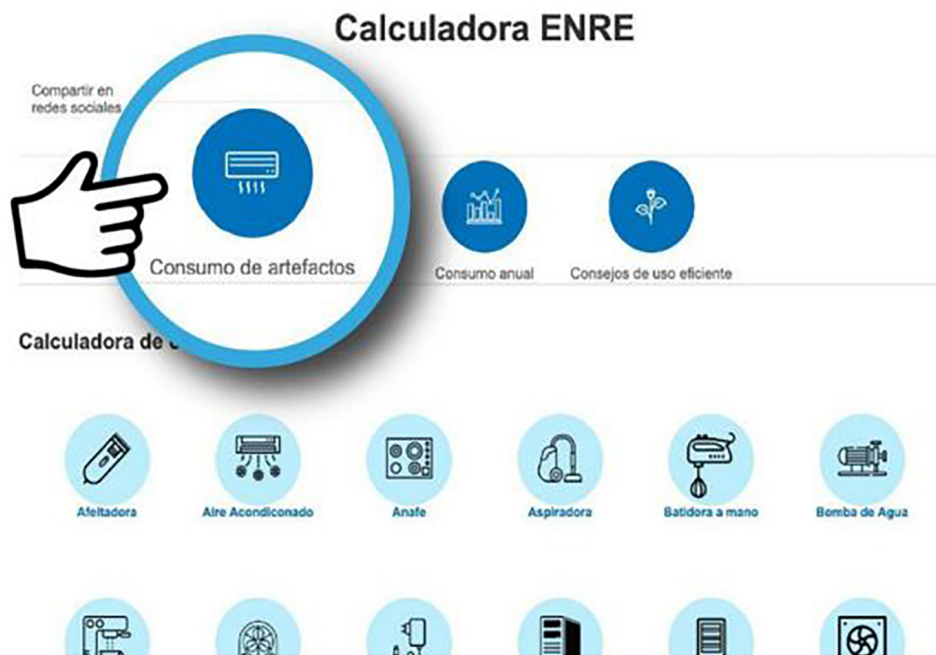 Calculadora ENRE
Compartir en
redes sociales
Consumo de artefactos
Consumo anual
Consejos de uso eficiente
Calculadora de
Afeitadora
Aire Acondiconado
Anafe
Aspiradora
Batidora a mano
Bomba de Agua